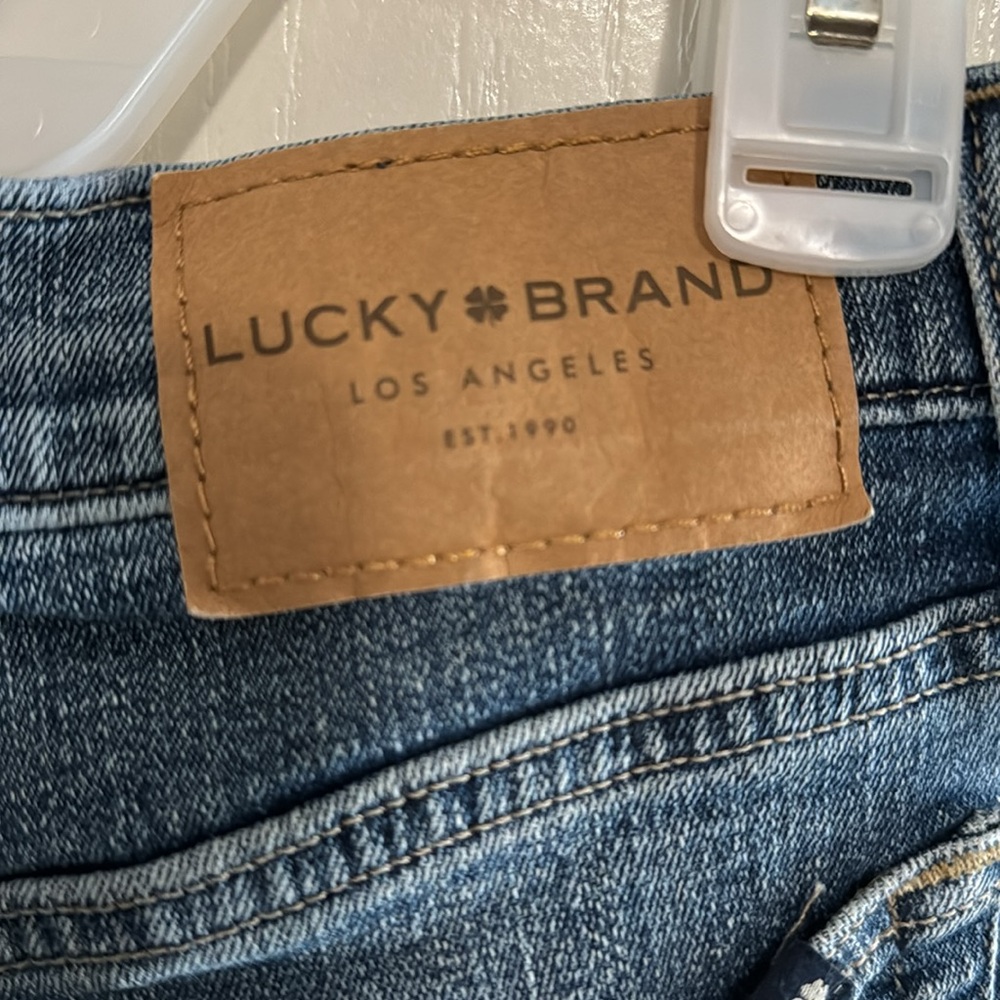 LUCKY BRAND
LOS ANGELES
EST. 1990